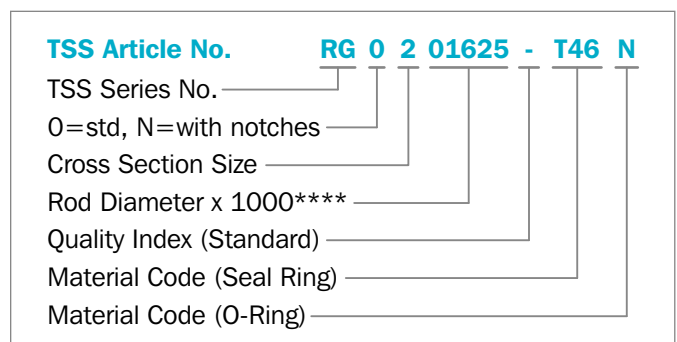 TSS Article No. RG 0 2 01625 - T46 N
TSS Series No.
0=std, N=with notches
Cross Section Size
Rod Diameter x 1000****
Quality Index (Standard)
Material Code (Seal Ring)
Material Code (O-Ring)